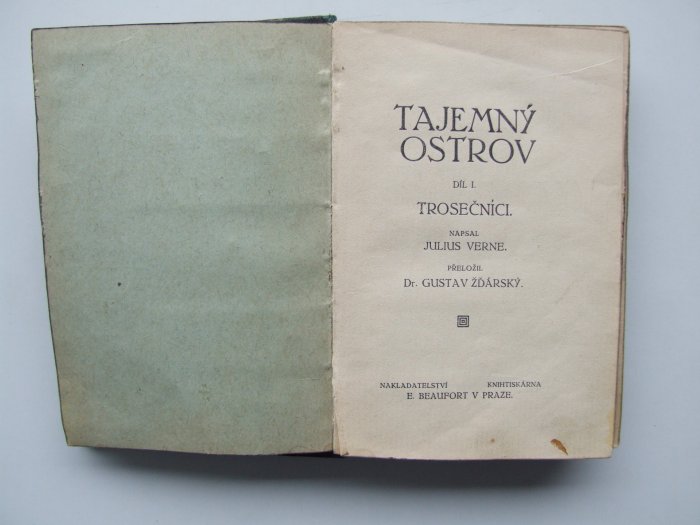 TAJEMNÝ
OSTROV
DÍL I.
TROSEČNÍCI.
NAPSAL
JULIUS VERNE.
PŘELOŽIL
Dr. GUSTAV ŽĎÁRSKÝ.
NAKLADATELSTVÍ KNIHTISKÁRNA
E. BEAUFORT V PRAZE.